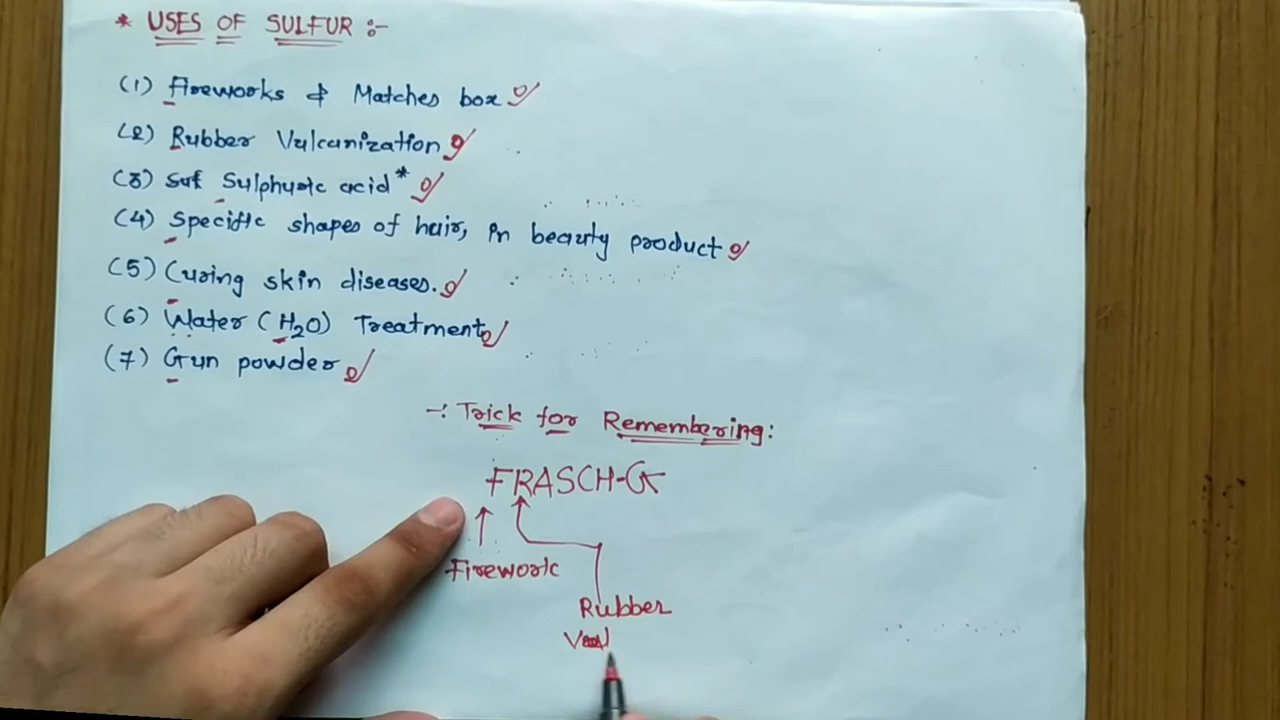 * USES OF SULFUR :-
(1) Fireworks & Matches box
(2) Rubber Vulcanization
(3) Sulphuric acid*
(4) Specific shapes of hair, in beauty product
(5) Curing skin diseases.
(6) Water (H2O) Treatment
(7) Gun powder
-: Trick for Remembering:
FRASCH-G
Firework
Rubber